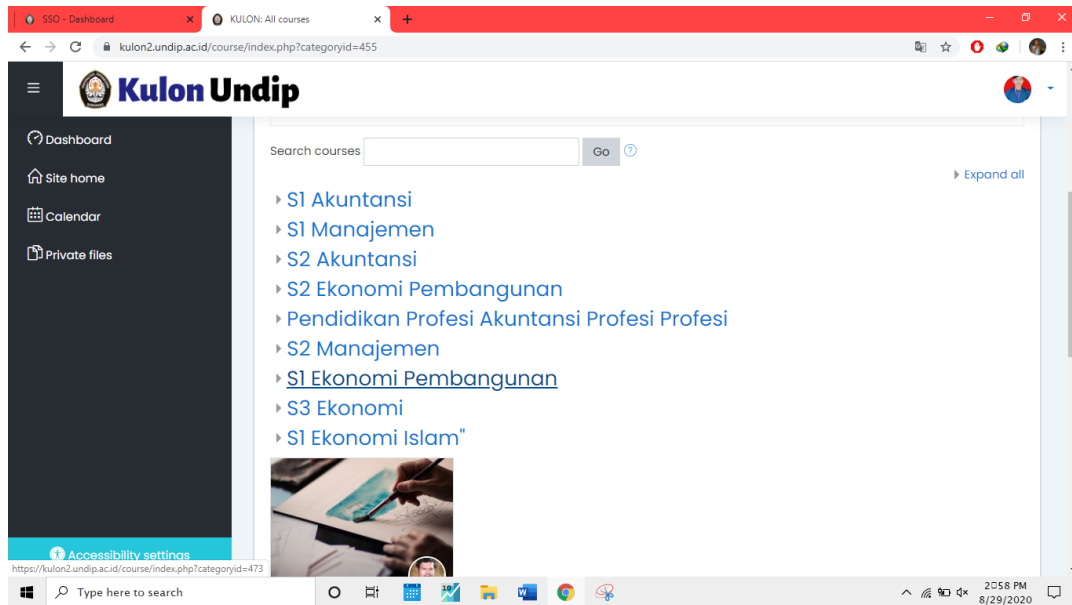 SSO - Dashboard
KULON: All courses
kulon2.undip.ac.id/course/index.php?categoryid=455
Kulon Undip
Dashboard
Site home
Calendar
Private files
Search courses
Go
Expand all
S1 Akuntansi
S1 Manajemen
S2 Akuntansi
S2 Ekonomi Pembangunan
Pendidikan Profesi Akuntansi Profesi Profesi
S2 Manajemen
S1 Ekonomi Pembangunan
S3 Ekonomi
S1 Ekonomi Islam"
Accessibility settings
https://kulon2.undip.ac.id/course/index.php?categoryid=473
Type here to search
2□58 PM
8/29/2020